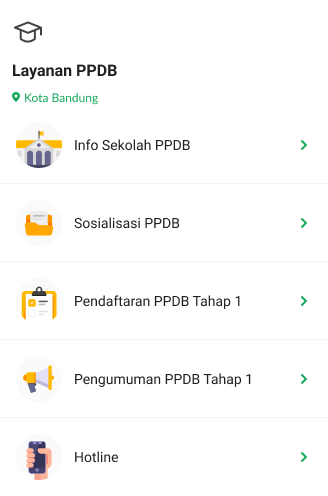 Layanan PPDB
Kota Bandung
Info Sekolah PPDB
Sosialisasi PPDB
Pendaftaran PPDB Tahap 1
Pengumuman PPDB Tahap 1
Hotline